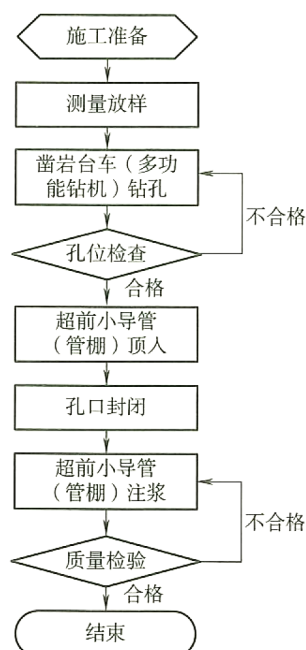 施工准备
测量放样
凿岩台车（多功
能钻机）钻孔
不合格
孔位检查
合格
超前小导管
（管棚）顶人
孔口封闭
超前小导管
（管棚）注浆
不合格
质量检验
合格
结束